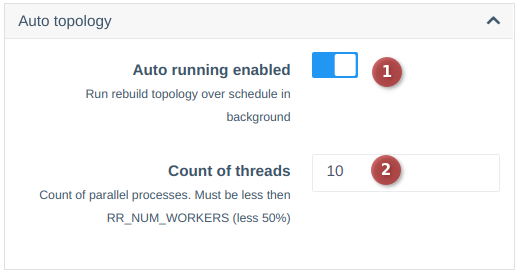 Auto topology
Auto running enabled
1
Run rebuild topology over schedule in
background
Count of threads
10
2
Count of parallel processes. Must be less then
RR_NUM_WORKERS (less 50%)